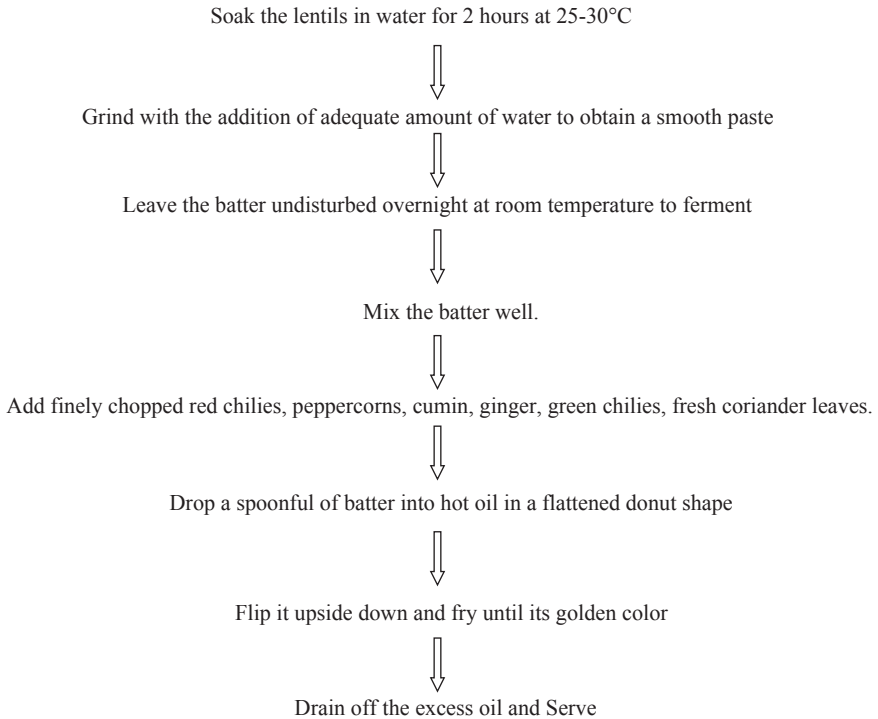 Soak the lentils in water for 2 hours at 25-30°C
Grind with the addition of adequate amount of water to obtain a smooth paste
Leave the batter undisturbed overnight at room temperature to ferment
Mix the batter well.
Add finely chopped red chilies, peppercorns, cumin, ginger, green chilies, fresh coriander leaves.
Drop a spoonful of batter into hot oil in a flattened donut shape
Flip it upside down and fry until its golden color
Drain off the excess oil and Serve